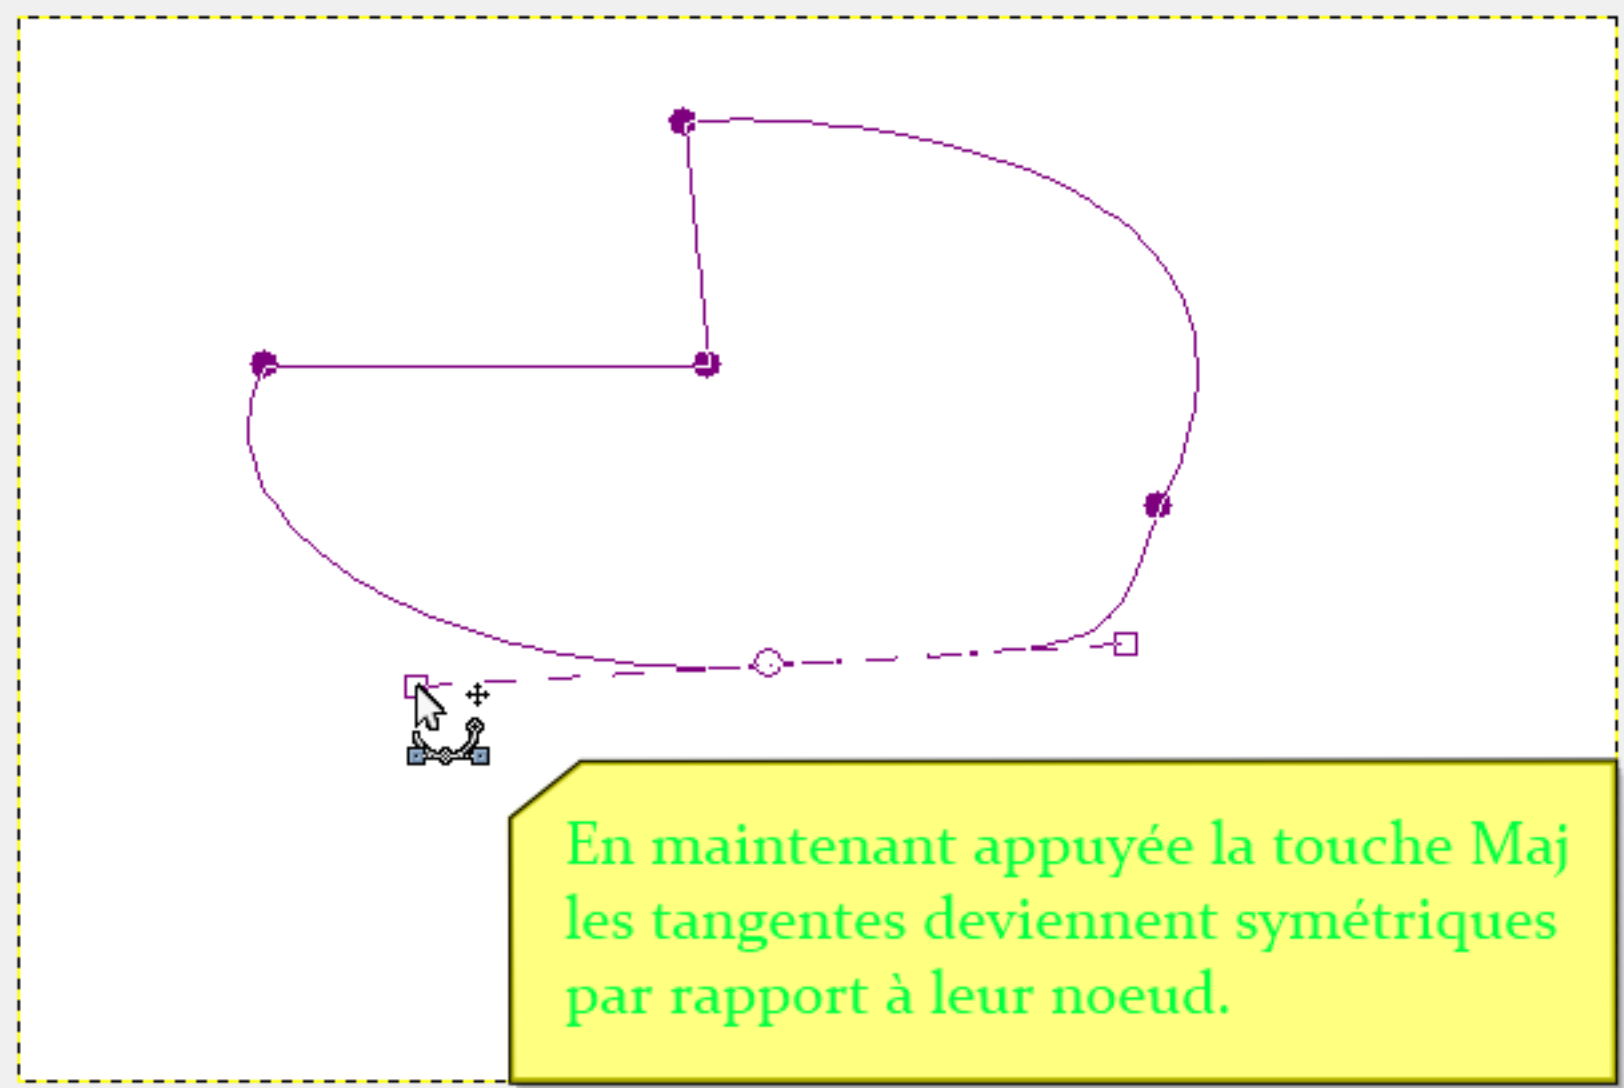 En maintenant appuyée la touche Maj
les tangentes deviennent symétriques
par rapport à leur noeud.